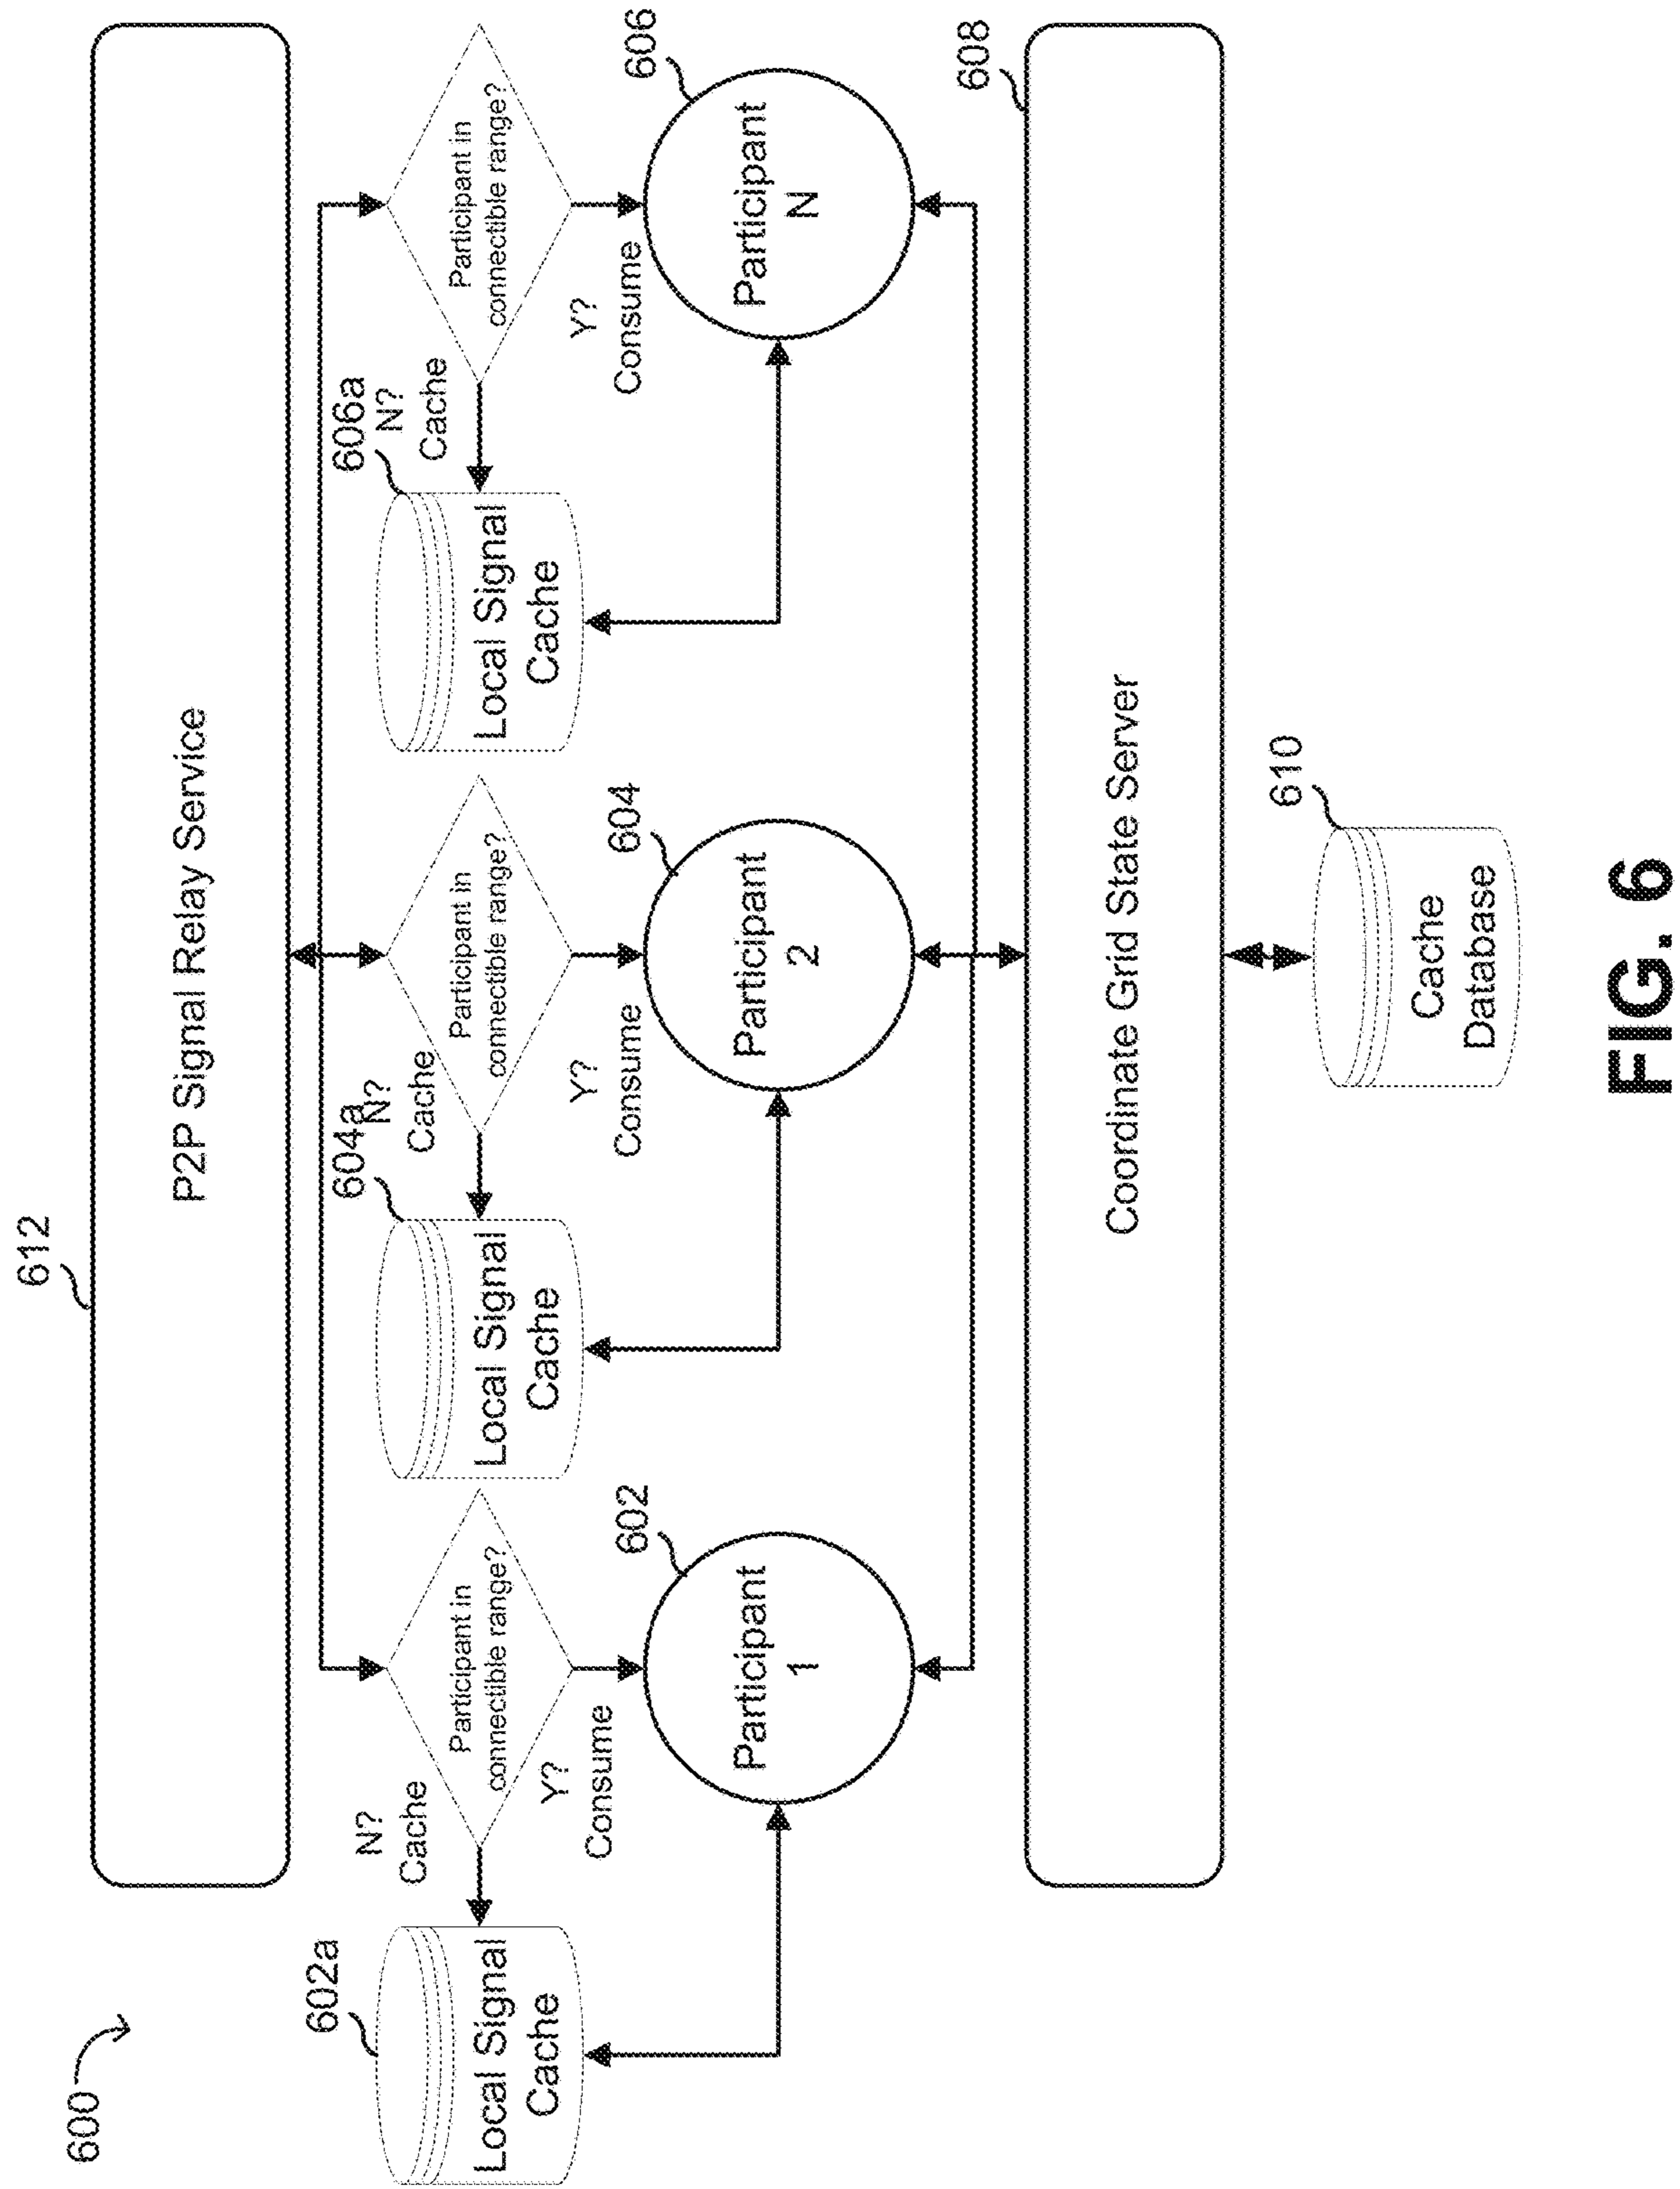 600
612
P2P Signal Relay Service
602a
Local Signal
Cache
N?
Cache
Participant in
connectible range?
Y?
Consume
602
Participant
1
604a
Local Signal
Cache
N?
Cache
Participant in
connectible range?
Y?
Consume
604
Participant
2
606a
Local Signal
Cache
N?
Cache
Participant in
connectible range?
Y?
Consume
606
Participant
N
608
Coordinate Grid State Server
610
Cache
Database
FIG. 6